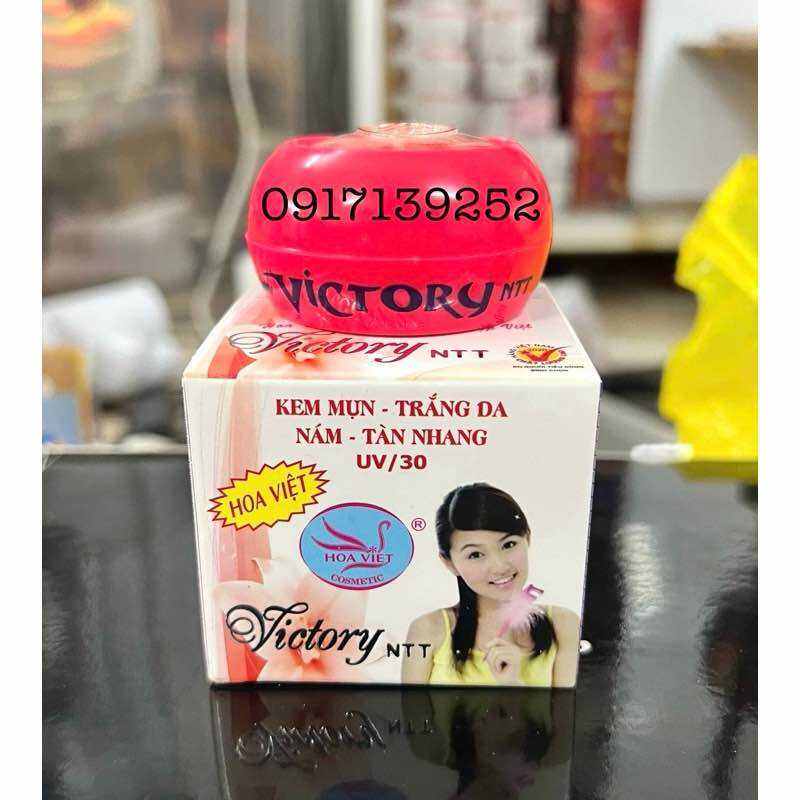 0917139252
VICTORY NTT
Việt
Victory NTT
KEM MỤN - TRẮNG DA
NÁM - TÀN NHANG
UV/30
HOA VIỆT
®
HOA VIET
COSMETIC
Victory NTT